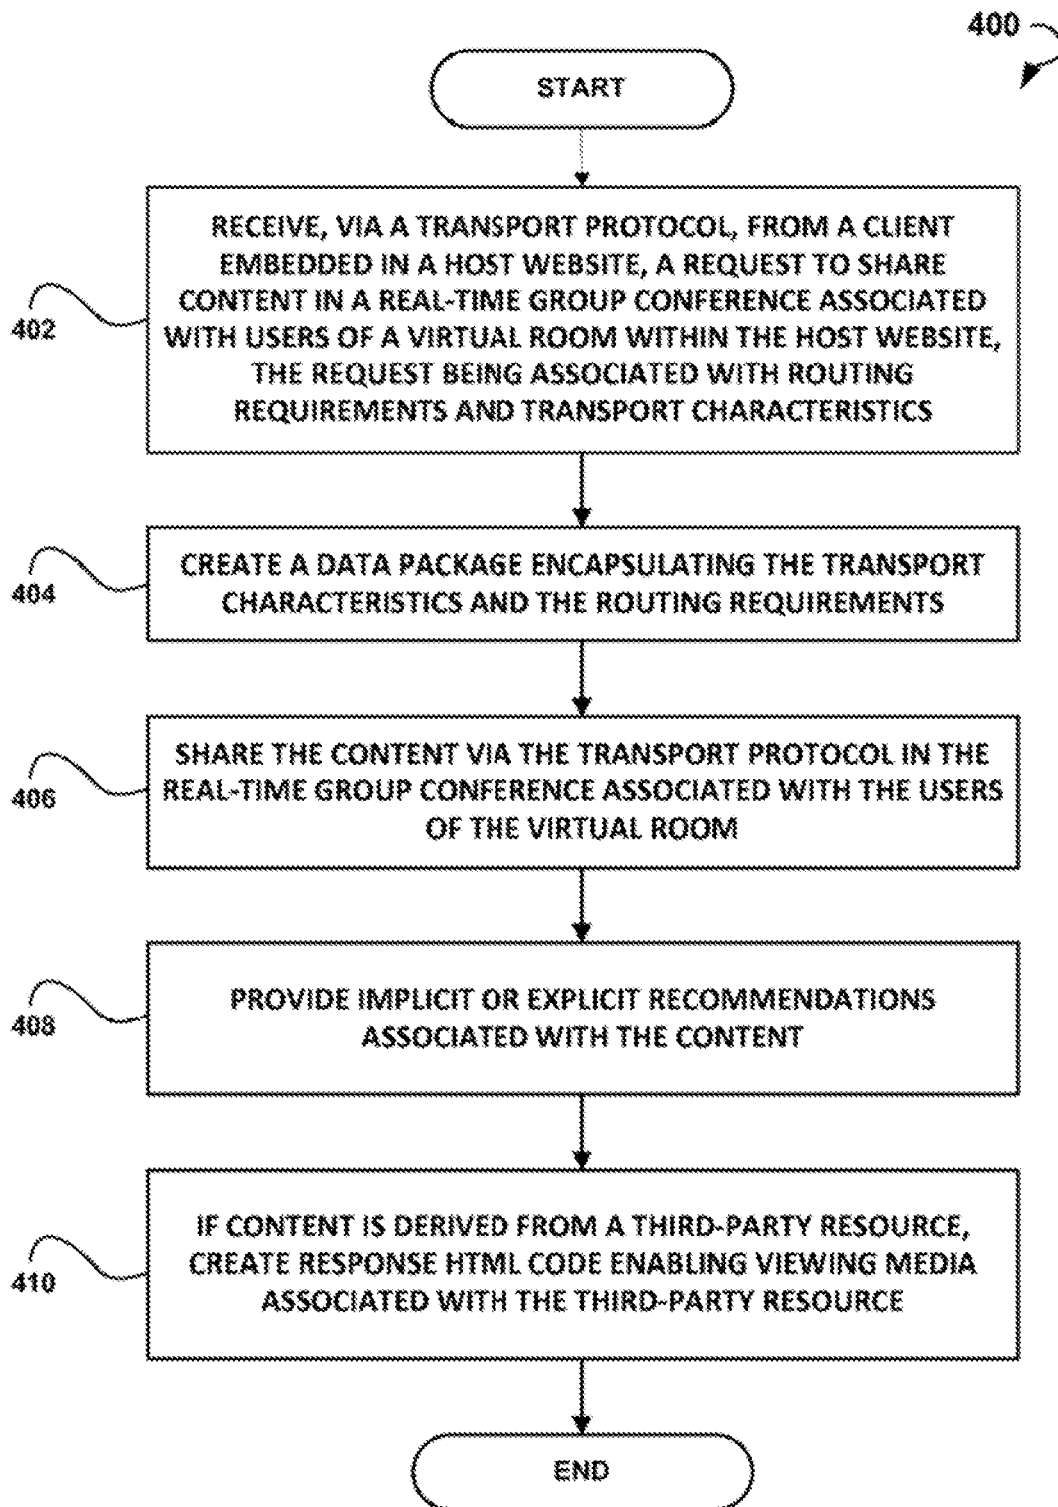 400
START
RECEIVE, VIA A TRANSPORT PROTOCOL, FROM A CLIENT
EMBEDDED IN A HOST WEBSITE, A REQUEST TO SHARE
CONTENT IN A REAL-TIME GROUP CONFERENCE ASSOCIATED
WITH USERS OF A VIRTUAL ROOM WITHIN THE HOST WEBSITE,
THE REQUEST BEING ASSOCIATED WITH ROUTING
REQUIREMENTS AND TRANSPORT CHARACTERISTICS
402
CREATE A DATA PACKAGE ENCAPSULATING THE TRANSPORT
CHARACTERISTICS AND THE ROUTING REQUIREMENTS
404
SHARE THE CONTENT VIA THE TRANSPORT PROTOCOL IN THE
REAL-TIME GROUP CONFERENCE ASSOCIATED WITH THE USERS
OF THE VIRTUAL ROOM
406
PROVIDE IMPLICIT OR EXPLICIT RECOMMENDATIONS
ASSOCIATED WITH THE CONTENT
408
IF CONTENT IS DERIVED FROM A THIRD-PARTY RESOURCE,
CREATE RESPONSE HTML CODE ENABLING VIEWING MEDIA
ASSOCIATED WITH THE THIRD-PARTY RESOURCE
410
END